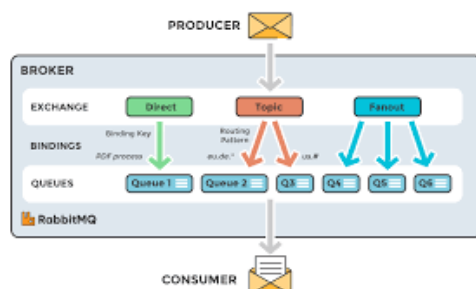 PRODUCER
BROKER
EXCHANGE
Direct
Topic
Fanout
Binding Key
Routing
Pattern
BINDINGS
PDF process
eu.de.*
us.#
QUEUES
Queue 1
Queue 2
Q3
Q4
Q5
Q6
RabbitMQ
CONSUMER